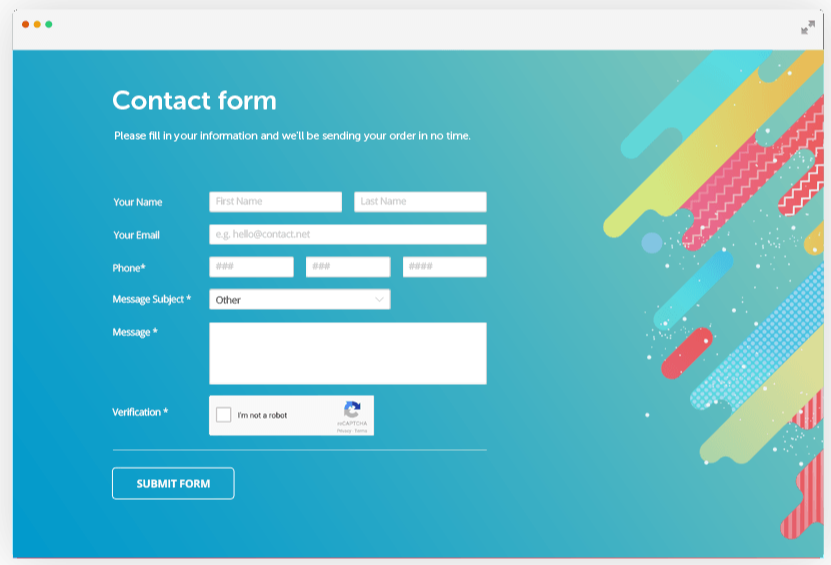 Contact form
Please fill in your information and we'll be sending your order in no time.
Your Name First Name Last Name
Your Email e.g. hello@contact.net
Phone* ### ### ####
Message Subject * Other
Message *
Verification * I'm not a robot
reCAPTCHA
Privacy - Terms
SUBMIT FORM